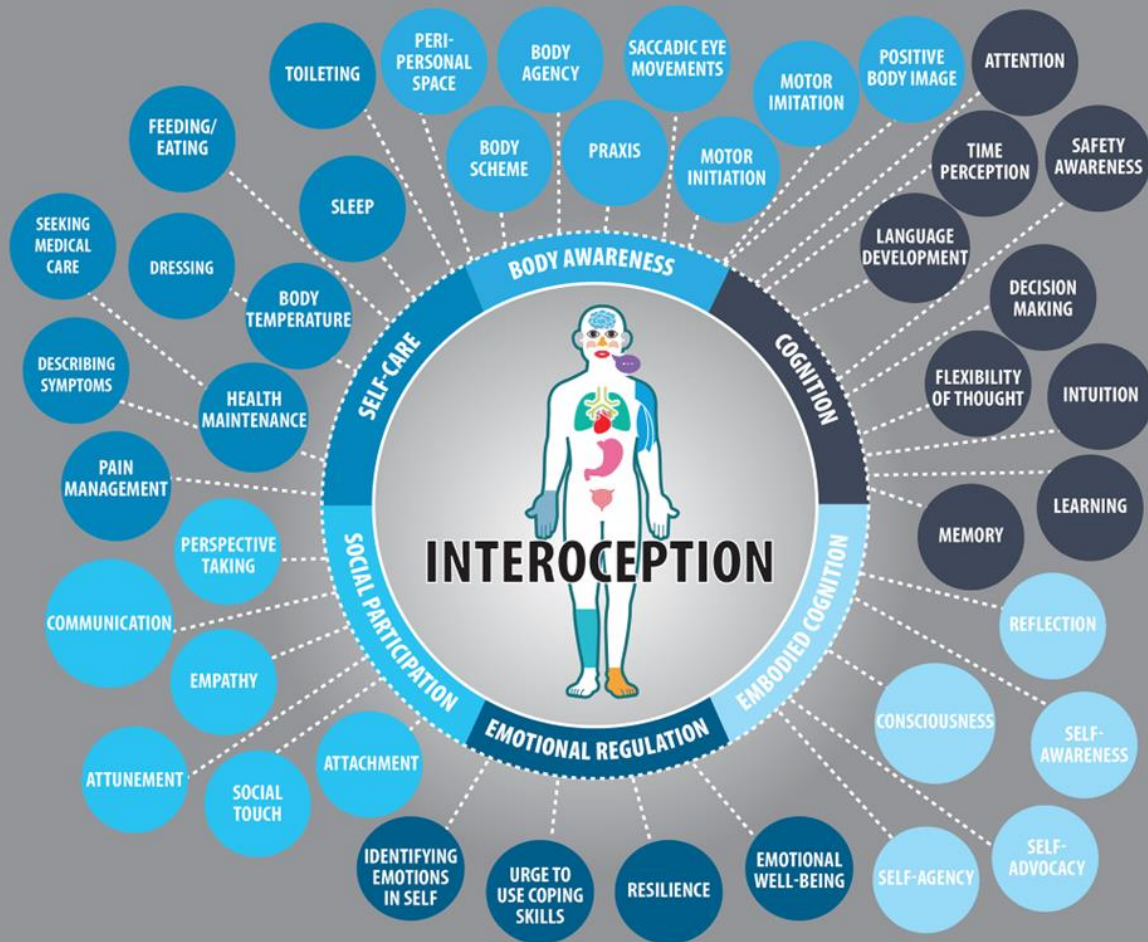 TOILETING
PERI-
PERSONAL
SPACE
BODY
AGENCY
SACCADIC EYE
MOVEMENTS
MOTOR
IMITATION
POSITIVE
BODY IMAGE
ATTENTION
FEEDING/
EATING
BODY
SCHEME
PRAXIS
MOTOR
INITIATION
TIME
PERCEPTION
SAFETY
AWARENESS
SLEEP
SEEKING
MEDICAL
CARE
DRESSING
LANGUAGE
DEVELOPMENT
BODY
TEMPERATURE
DECISION
MAKING
DESCRIBING
SYMPTOMS
HEALTH
MAINTENANCE
FLEXIBILITY
OF THOUGHT
INTUITION
PAIN
MANAGEMENT
LEARNING
MEMORY
BODY AWARENESS
SELF-CARE
COGNITION
INTEROCEPTION
SOCIAL PARTICIPATION
EMBODIED COGNITION
EMOTIONAL REGULATION
PERSPECTIVE
TAKING
COMMUNICATION
EMPATHY
ATTUNEMENT
SOCIAL
TOUCH
ATTACHMENT
REFLECTION
CONSCIOUSNESS
SELF-
AWARENESS
SELF-
ADVOCACY
SELF-AGENCY
IDENTIFYING
EMOTIONS
IN SELF
URGE TO
USE COPING
SKILLS
RESILIENCE
EMOTIONAL
WELL-BEING